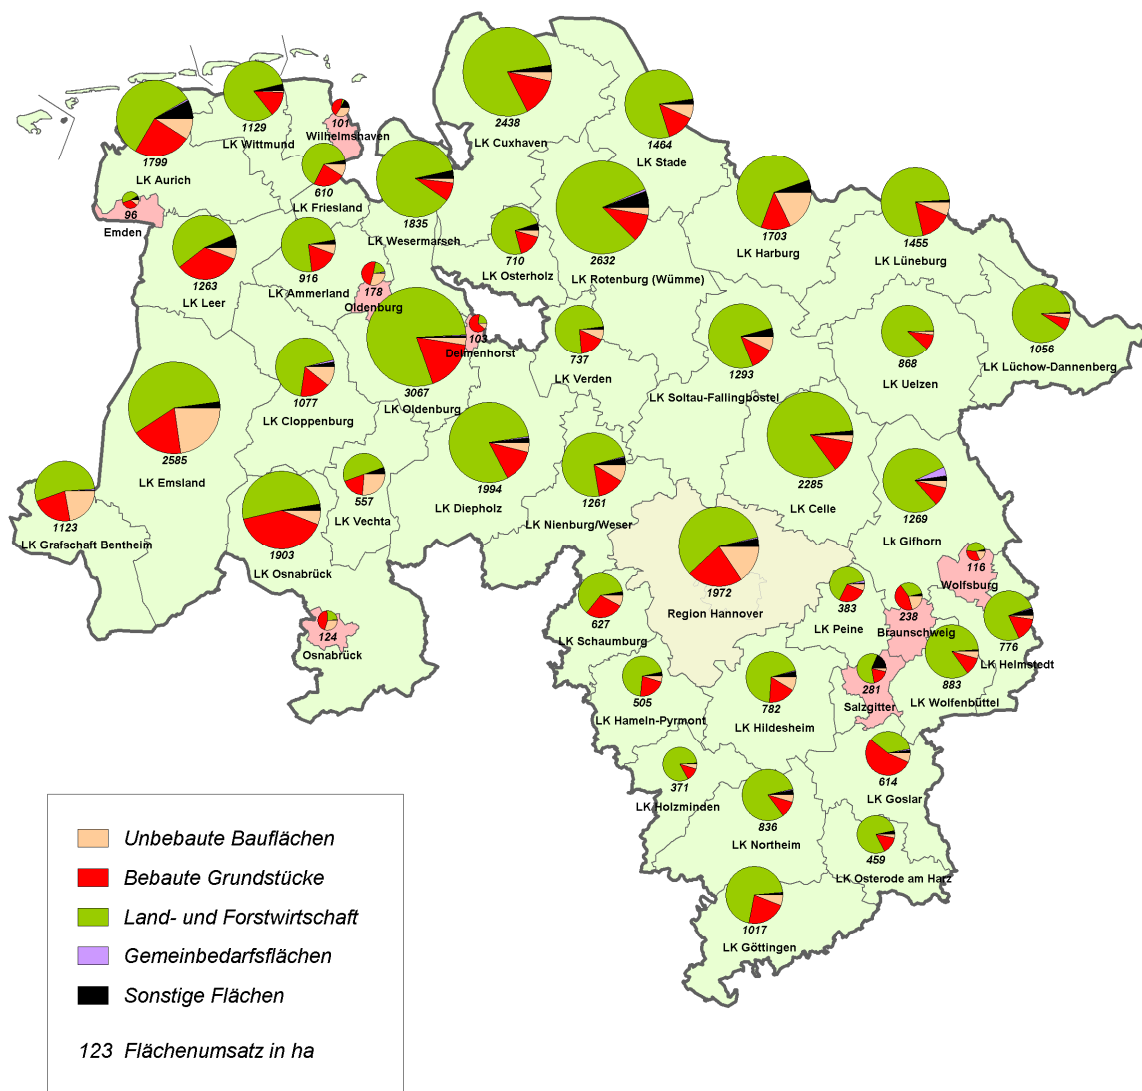 2438
LK Cuxhaven
1129
LK Wittmund
101
Wilhelmshaven
1464
LK Stade
1799
LK Aurich
610
LK Friesland
96
Emden
1835
LK Wesermarsch
710
LK Osterholz
2632
LK Rotenburg (Wümme)
1703
LK Harburg
1455
LK Lüneburg
1263
LK Leer
916
LK Ammerland
178
Oldenburg
103
Delmenhorst
737
LK Verden
1293
LK Soltau-Fallingbostel
868
LK Uelzen
1056
LK Lüchow-Dannenberg
1077
LK Cloppenburg
3067
LK Oldenburg
2585
LK Emsland
1994
LK Diepholz
1261
LK Nienburg/Weser
2285
LK Celle
1269
Lk Gifhorn
1123
LK Grafschaft Bentheim
557
LK Vechta
1903
LK Osnabrück
1972
Region Hannover
116
Wolfsburg
383
LK Peine
238
Braunschweig
627
LK Schaumburg
124
Osnabrück
776
LK Helmstedt
883
LK Wolfenbüttel
281
Salzgitter
505
LK Hameln-Pyrmont
782
LK Hildesheim
371
LK Holzminden
614
LK Goslar
836
LK Northeim
459
LK Osterode am Harz
1017
LK Göttingen
Unbebaute Bauflächen
Bebaute Grundstücke
Land- und Forstwirtschaft
Gemeinbedarfsflächen
Sonstige Flächen
123 Flächenumsatz in ha